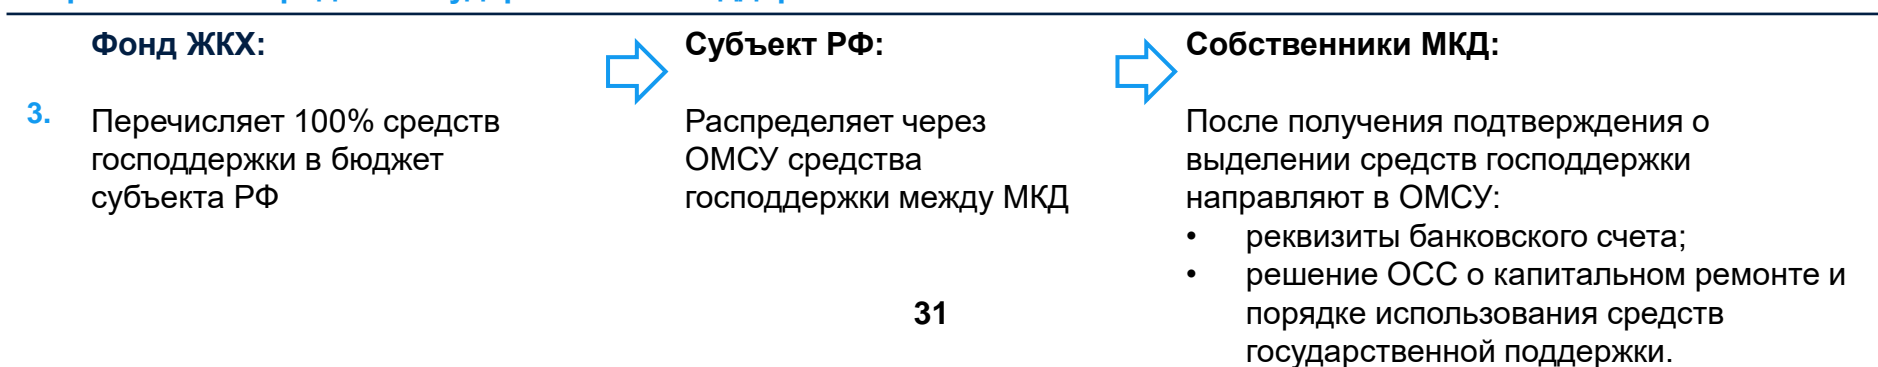 Фонд ЖКХ:
3.
Перечисляет 100% средств
господдержки в бюджет
субъекта РФ
Субъект РФ:
Распределяет через
ОМСУ средства
господдержки между МКД
31
Собственники МКД:
После получения подтверждения о
выделении средств господдержки
направляют в ОМСУ:
• реквизиты банковского счета;
• решение ОСС о капитальном ремонте и
порядке использования средств
государственной поддержки.